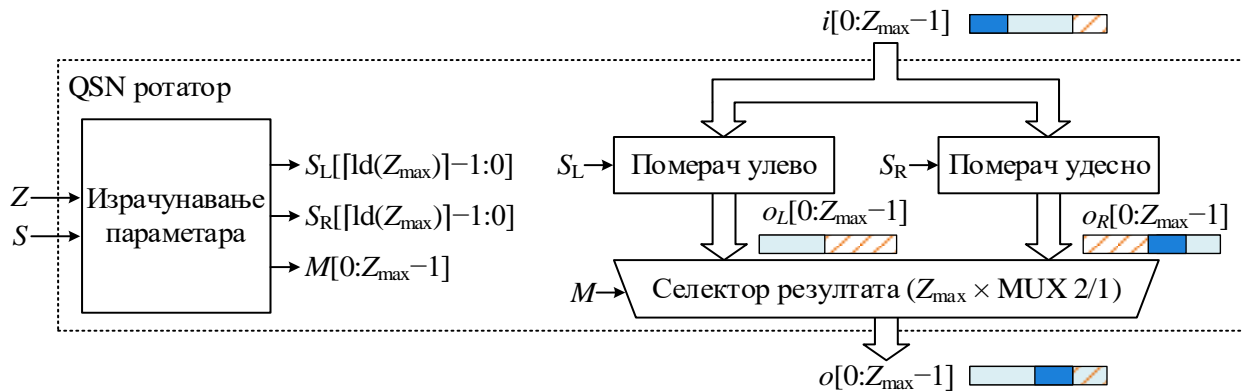 i[0:Zmax−1]
QSN ротатор
Z
S
Израчунавање
параметара
SL[⌈ld(Zmax)⌉−1:0]
SR[⌈ld(Zmax)⌉−1:0]
M[0:Zmax−1]
SL
Померач улево
SR
Померач удесно
oL[0:Zmax−1]
oR[0:Zmax−1]
M
Селектор резултата (Zmax × MUX 2/1)
o[0:Zmax−1]